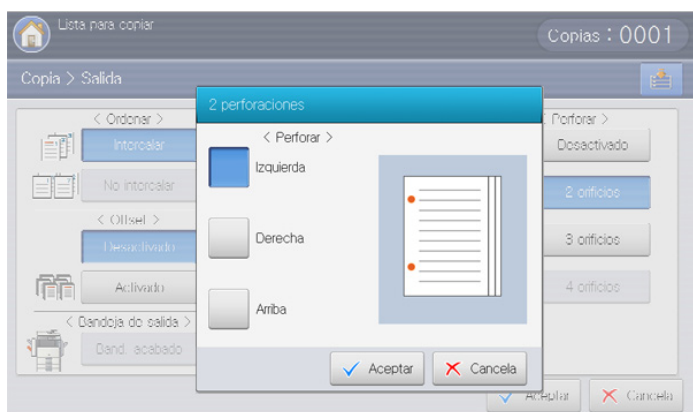 Lista para copiar
Copias : 0001
Copia > Salida
2 perforaciones
< Ordenar >
Intercalar
No intercalar
< Offset >
Desactivado
Activado
< Bandeja de salida >
Band. acabado
< Perforar >
Izquierda
Derecha
Arriba
Aceptar
Cancela
Perforar >
Desactivado
2 orificios
3 orificios
4 orificios
Aceptar
Cancela